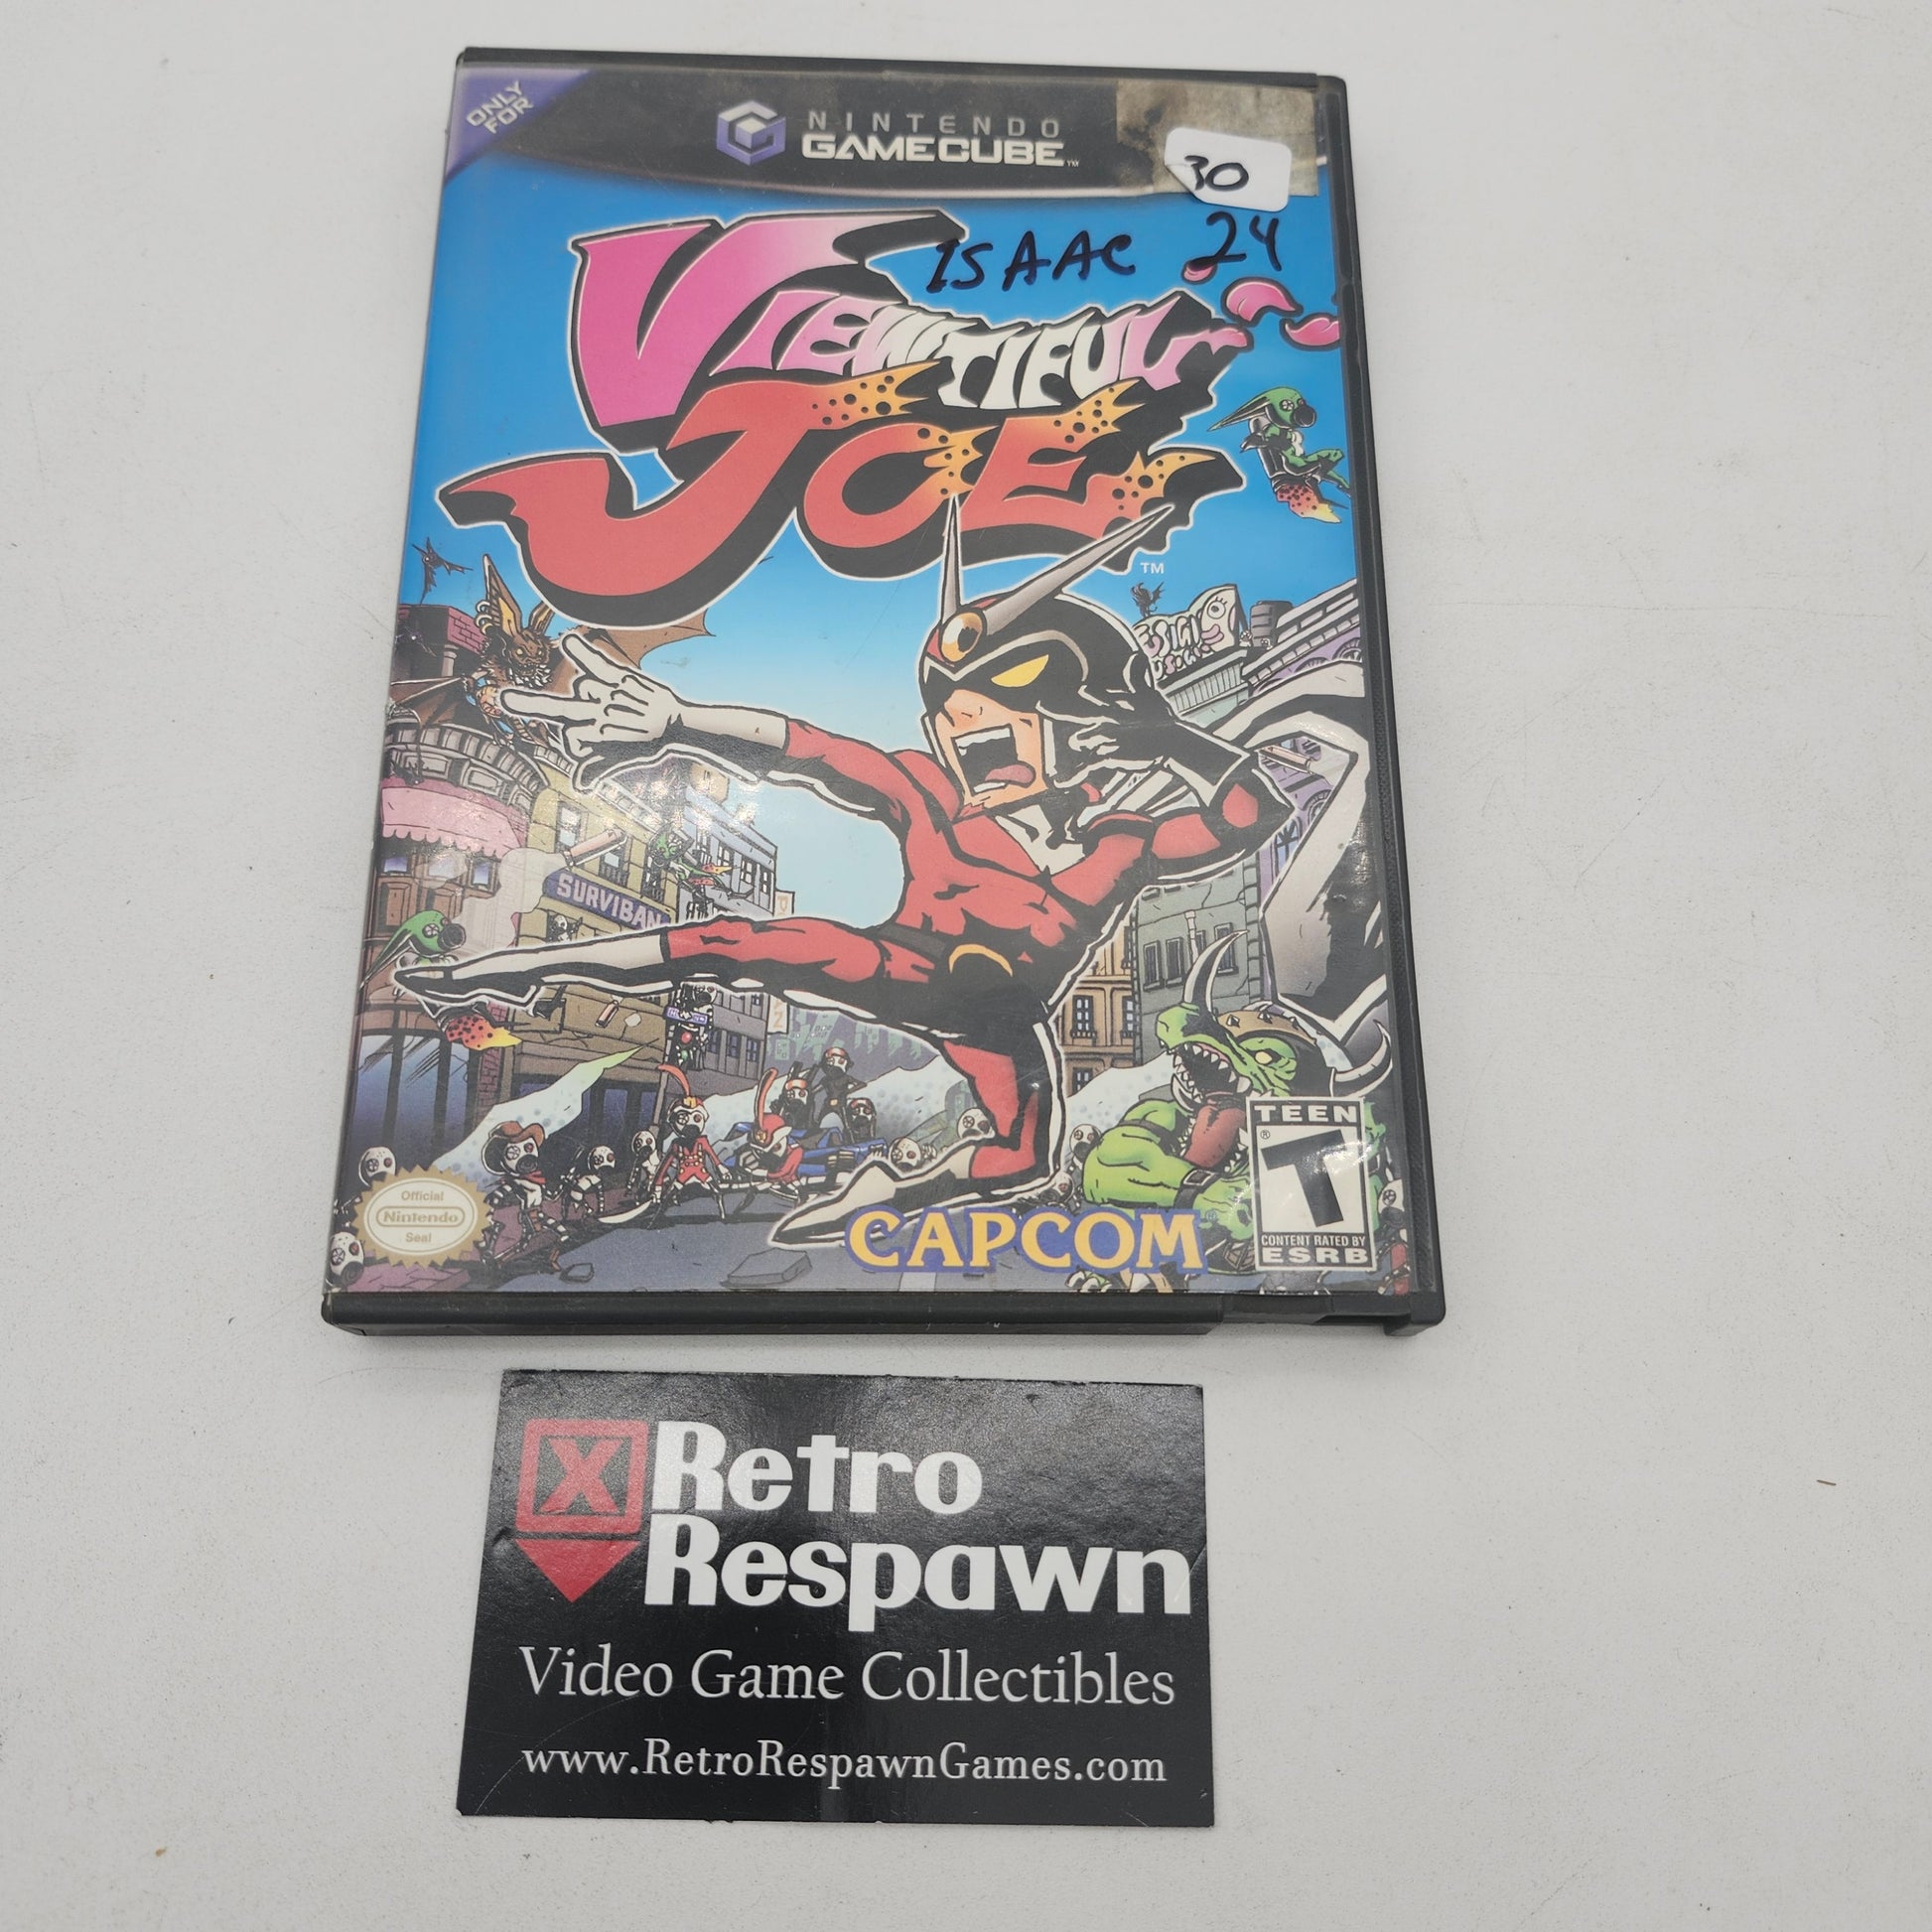 ONLY
FOR
NINTENDO
GAMECUBE™
30
ISAAC 24
VIEWTIFUL
JOE
TM
SURVIBAN
TEEN
T
®
CONTENT RATED BY
ESRB
Official
Nintendo
Seal
CAPCOM
X Retro
Respawn
Video Game Collectibles
www.RetroRespawnGames.com